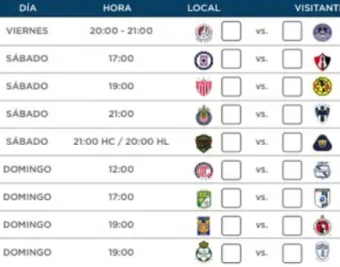 DÍA HORA LOCAL VISITANT
VIERNES 20:00 - 21:00 vs.
SÁBADO 17:00 vs.
SÁBADO 19:00 vs.
SÁBADO 21:00 vs.
SÁBADO 21:00 HC / 20:00 HL vs.
DOMINGO 12:00 vs.
DOMINGO 17:00 vs.
DOMINGO 19:00 vs.
DOMINGO 19:00 vs.